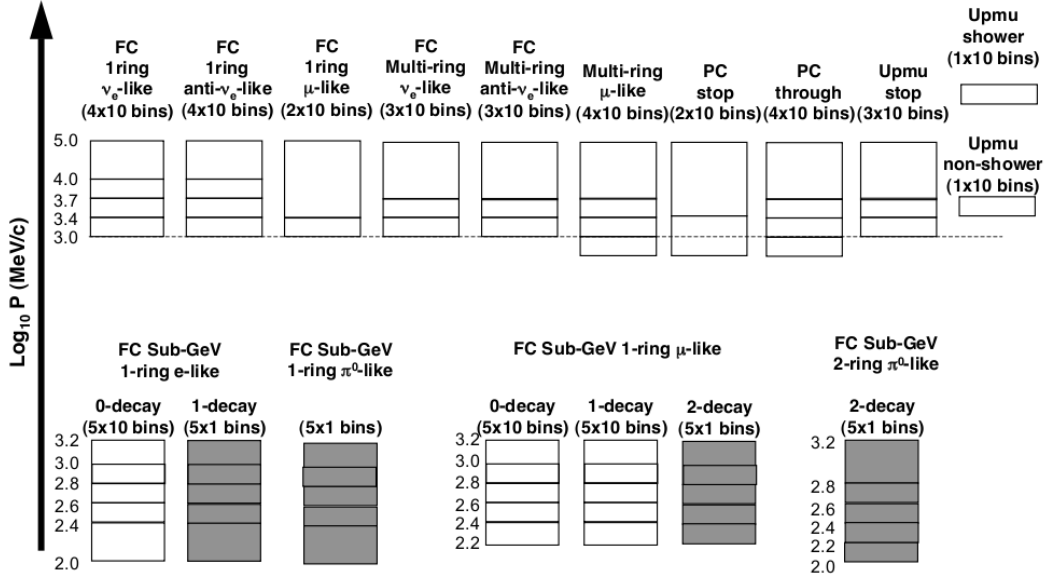 FC
1ring
νe-like
(4x10 bins)
FC
1ring
anti-νe-like
(4x10 bins)
FC
1ring
μ-like
(2x10 bins)
FC
Multi-ring
νe-like
(3x10 bins)
FC
Multi-ring
anti-νe-like
(3x10 bins)
Multi-ring
μ-like
(4x10 bins)
PC
stop
(2x10 bins)
PC
through
(4x10 bins)
Upmu
stop
(3x10 bins)
Upmu
shower
(1x10 bins)
Upmu
non-shower
(1x10 bins)
Log10 P (MeV/c)
5.0
4.0
3.7
3.4
3.0
FC Sub-GeV
1-ring e-like
0-decay
(5x10 bins)
1-decay
(5x1 bins)
3.2
3.0
2.8
2.6
2.4
2.0
FC Sub-GeV
1-ring π0-like
(5x1 bins)
FC Sub-GeV 1-ring μ-like
0-decay
(5x10 bins)
1-decay
(5x10 bins)
2-decay
(5x1 bins)
3.2
3.0
2.8
2.6
2.4
2.2
FC Sub-GeV
2-ring π0-like
2-decay
(5x1 bins)
3.2
2.8
2.6
2.4
2.2
2.0